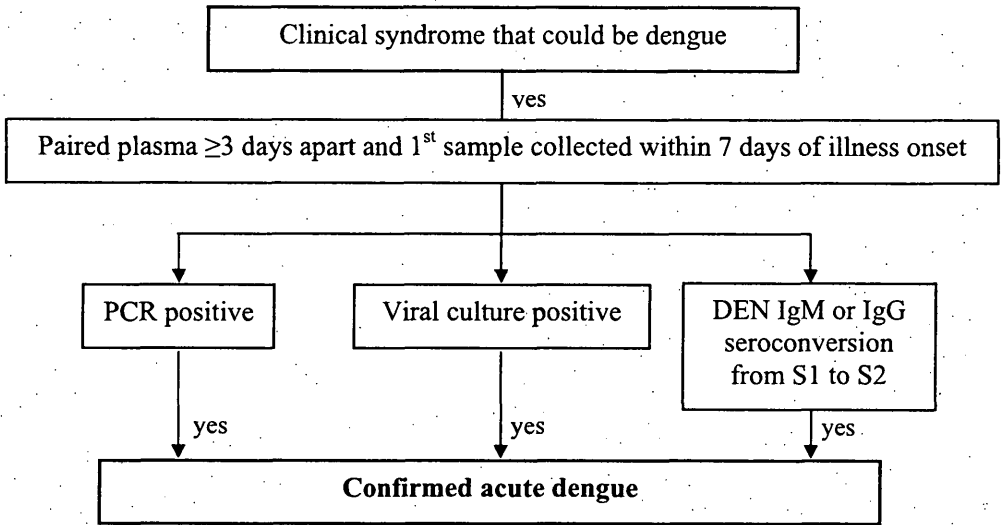 Clinical syndrome that could be dengue
yes
Paired plasma ≥3 days apart and 1st sample collected within 7 days of illness onset
PCR positive
Viral culture positive
DEN IgM or IgG
seroconversion
from S1 to S2
yes
yes
yes
Confirmed acute dengue